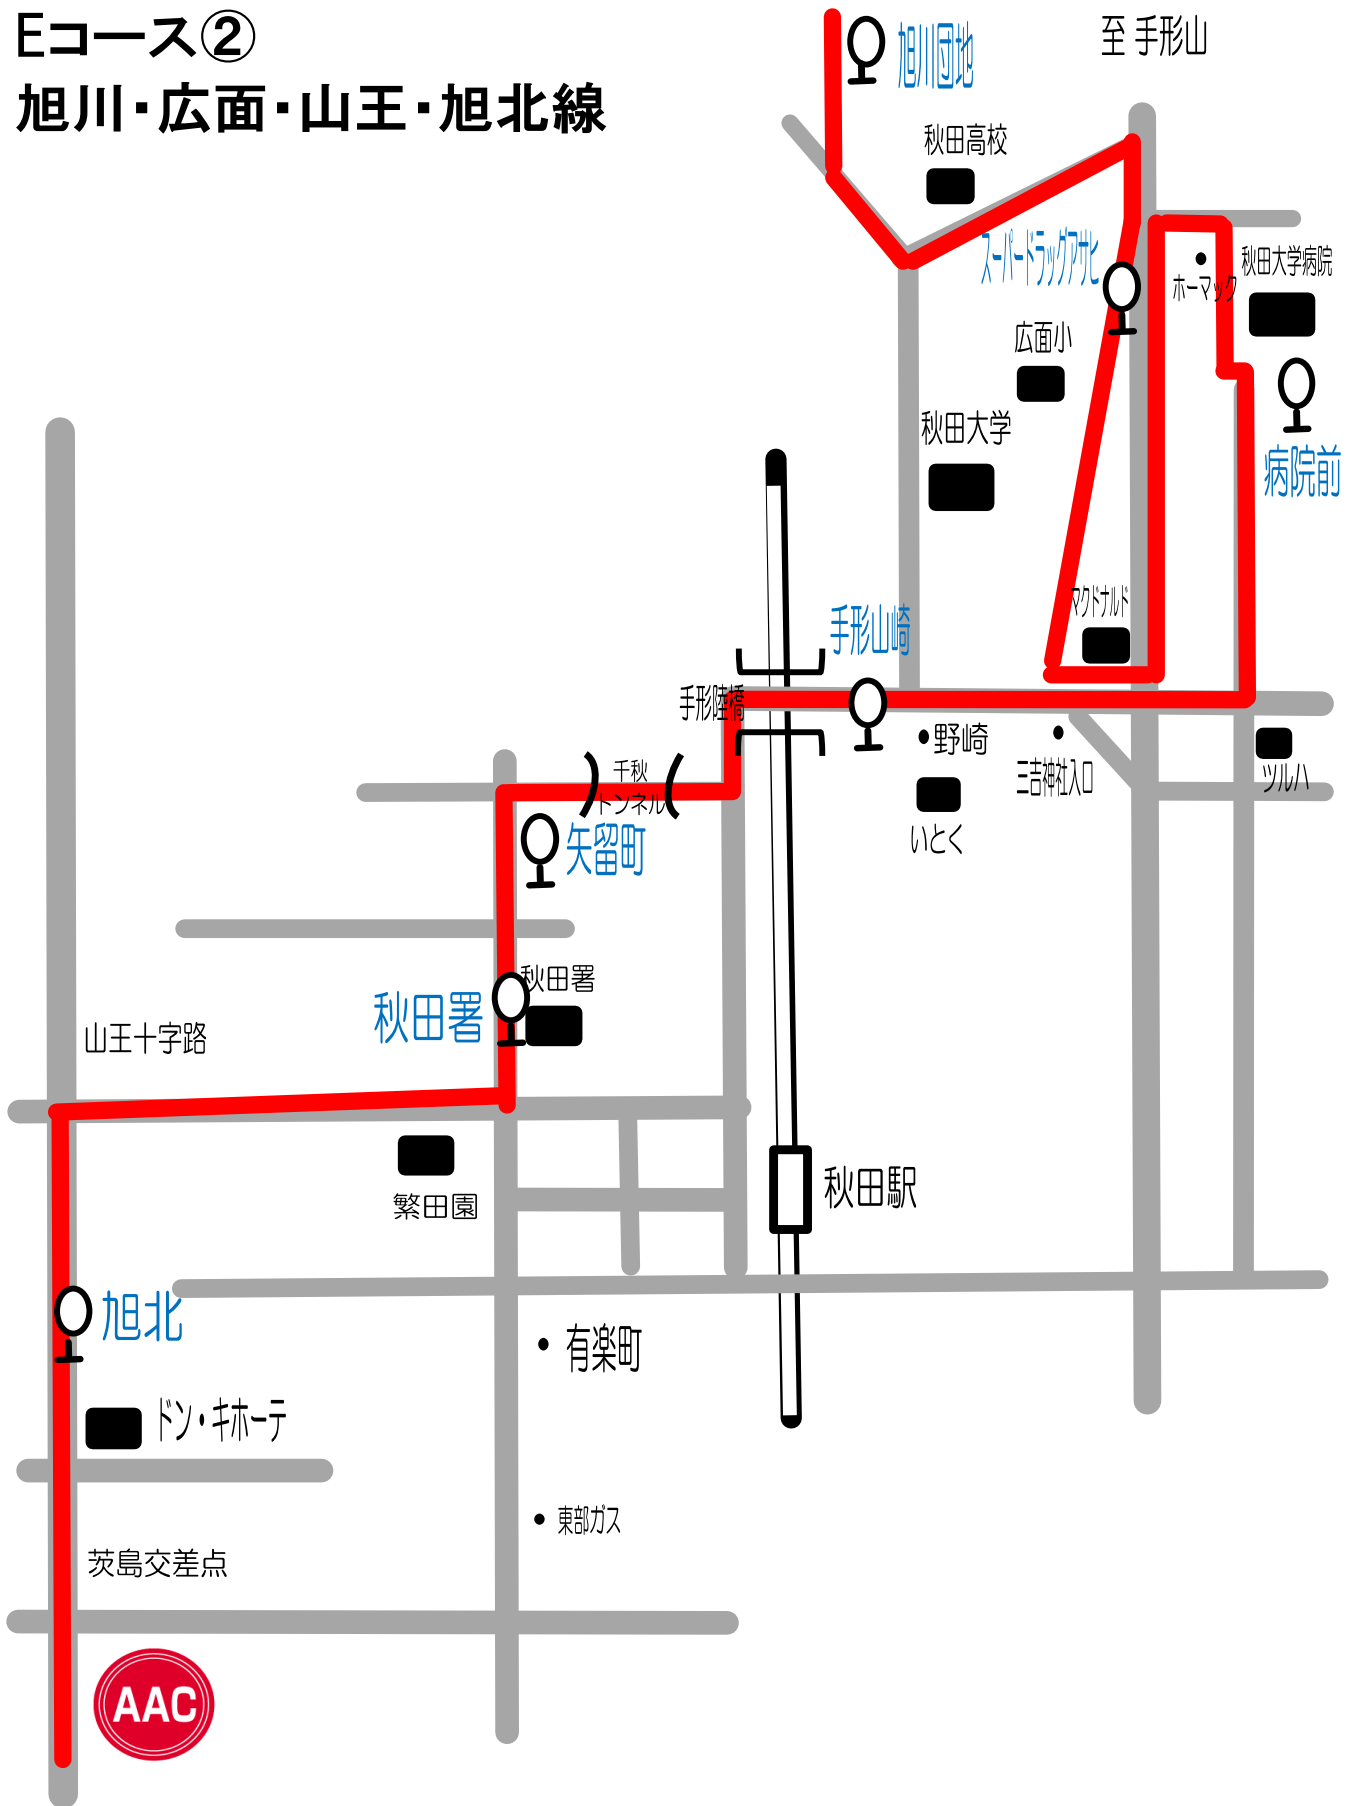 Eコース②
旭川・広面・山王・旭北線
旭川団地
至 手形山
秋田高校
スーパードラッグアサヒ
秋田大学病院
ホーマック
広面小
秋田大学
病院前
マクドナルド
手形山崎
手形陸橋
野崎
三吉神社入口
ツルハ
千秋
トンネル
いとく
矢留町
秋田署
秋田署
山王十字路
秋田駅
繁田園
旭北
有楽町
ドン・キホーテ
東部ガス
茨島交差点
AAC